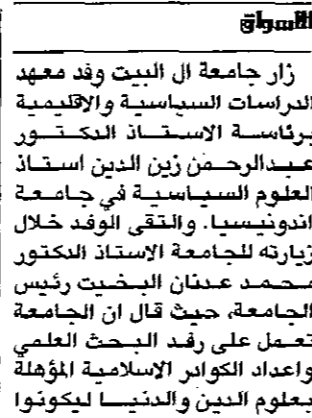 زار جامعة ال البيت وفد معهد
الدراسات السياسية والاقليمية
برئاسة الاستاذ الدكتور
عبدالرحمن زين الدين استاذ
العلوم السياسية في جامعة
اندونيسيا. والتقى الوفد خلال
زيارته للجامعة الاستاذ الدكتور
محمد عدنان البخيت رئيس
الجامعة، حيث قال ان الجامعة
تعمل على رفد البحث العلمي
واعداد الكوادر الاسلامية المؤهلة
بعلوم الدين والدنيا ليكونوا